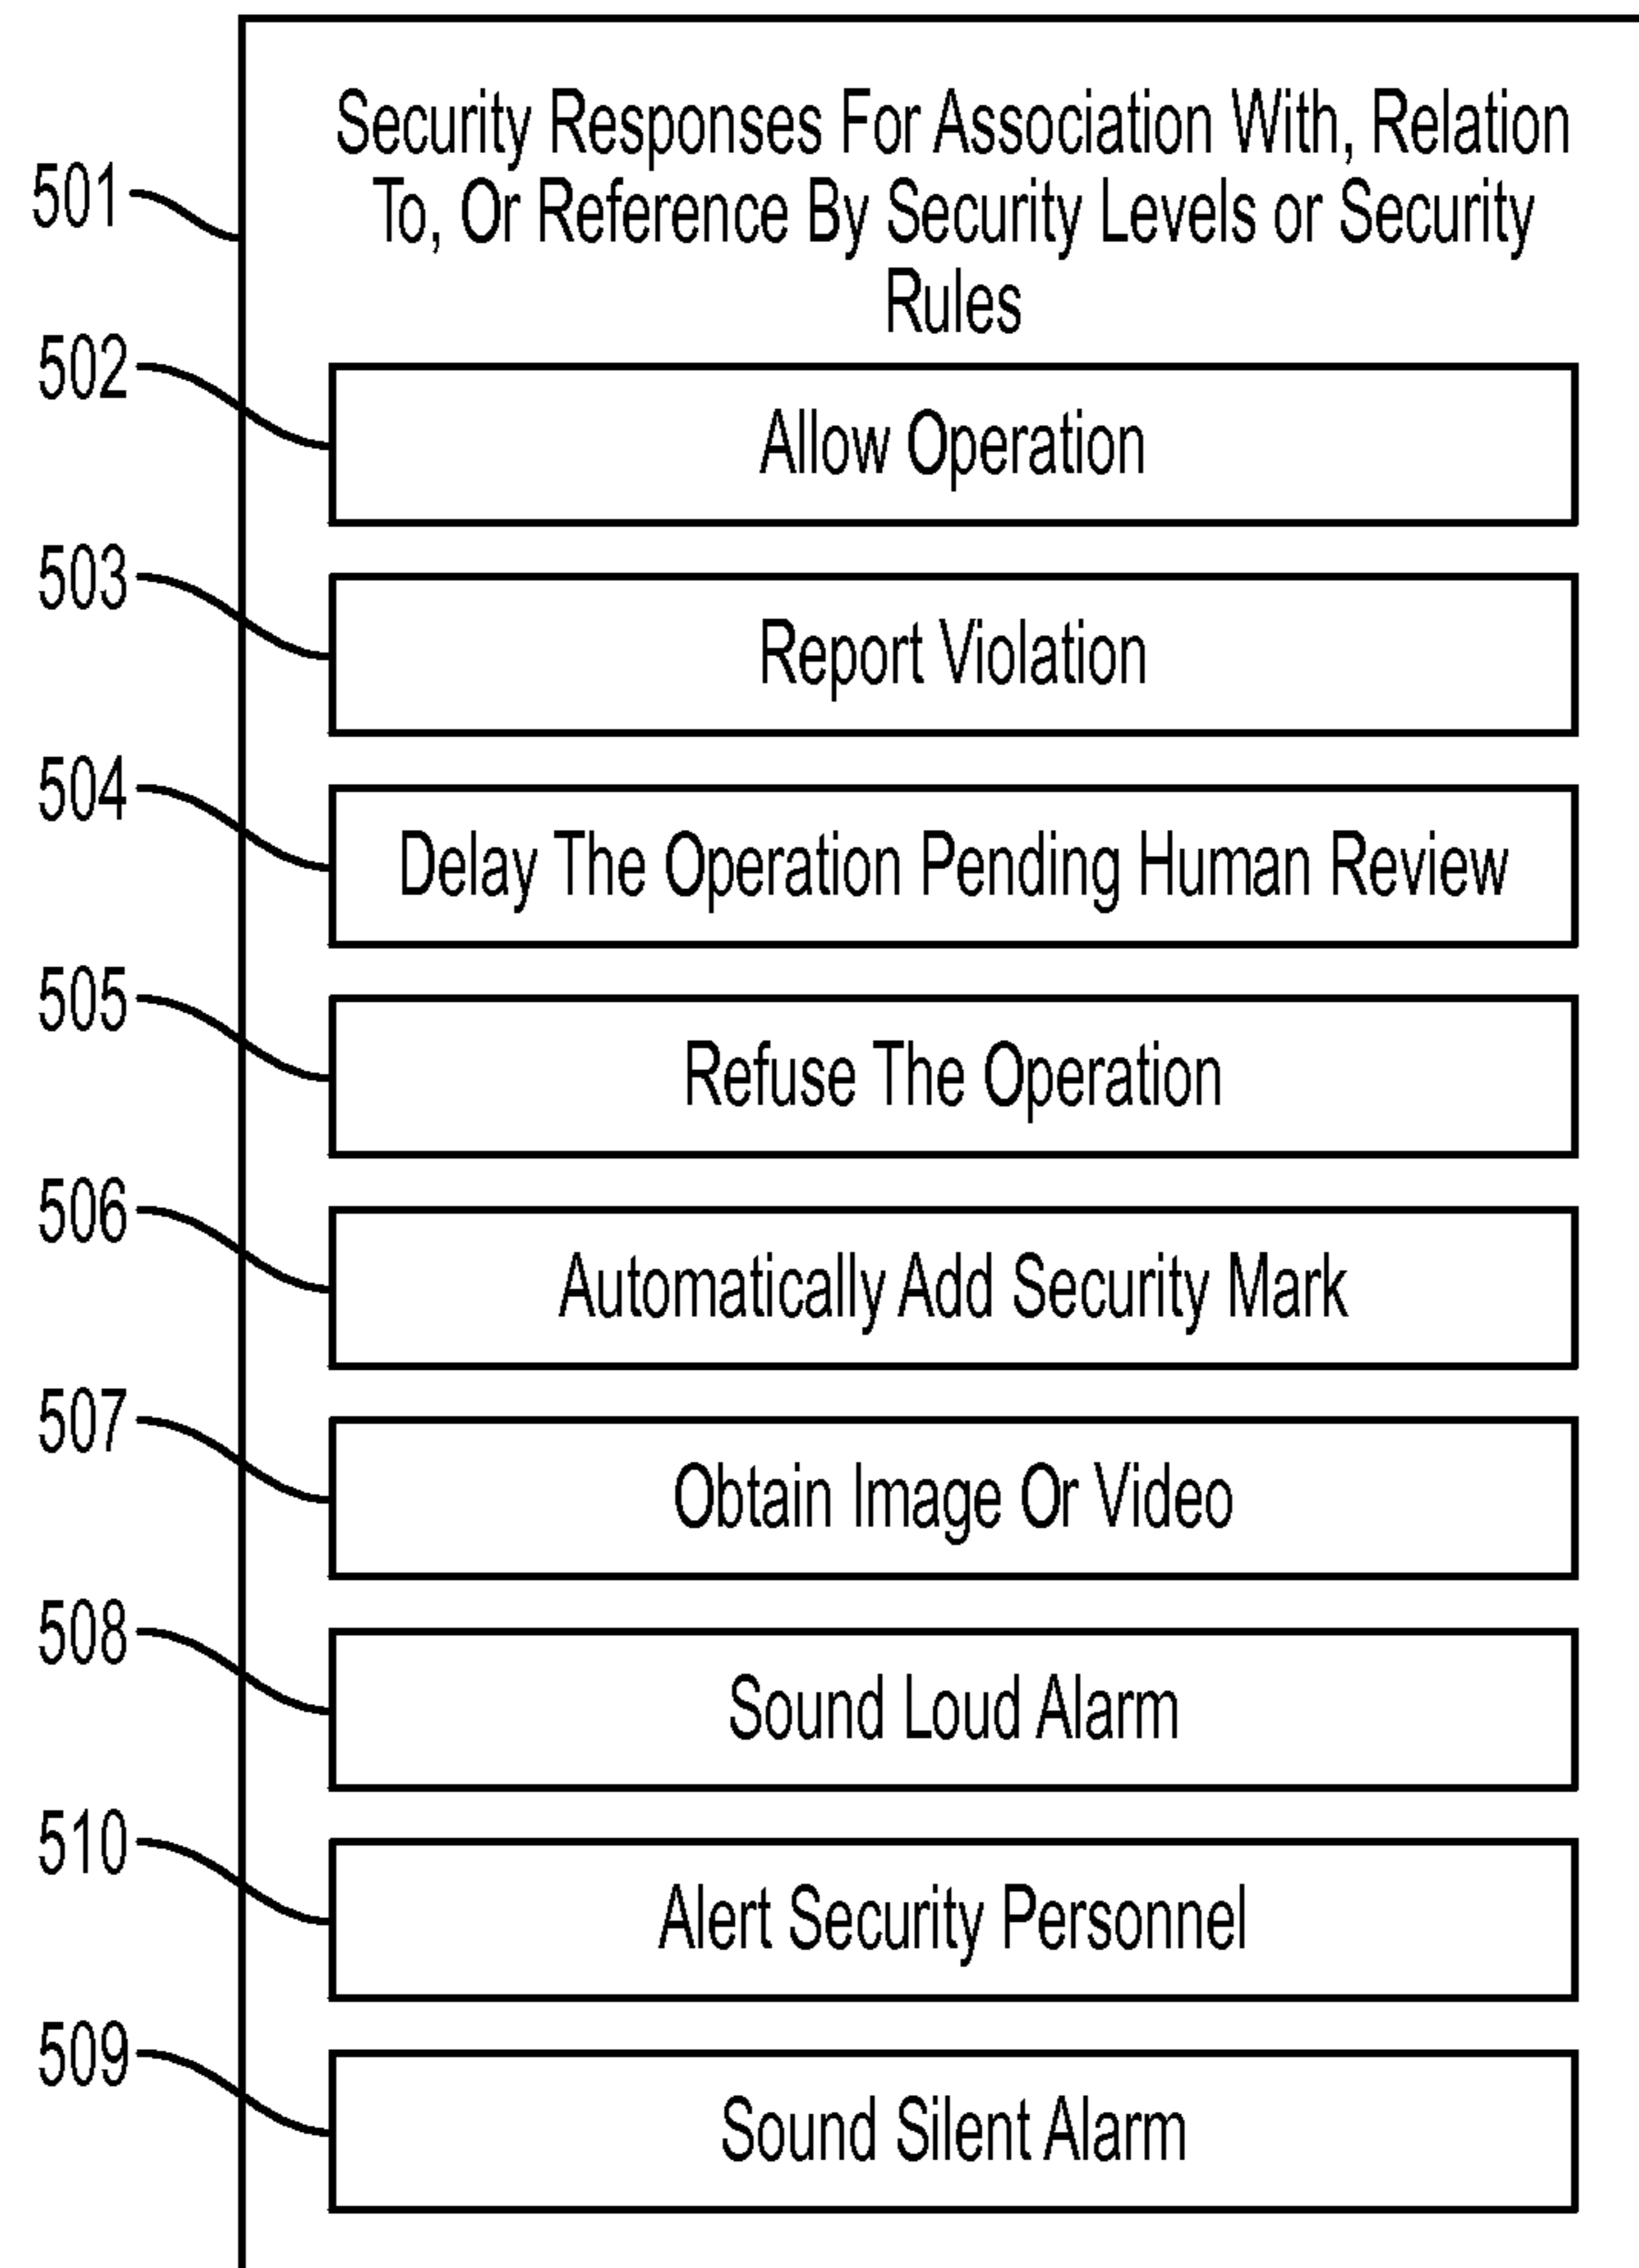 501
Security Responses For Association With, Relation
To, Or Reference By Security Levels or Security
Rules
502
Allow Operation
503
Report Violation
504
Delay The Operation Pending Human Review
505
Refuse The Operation
506
Automatically Add Security Mark
507
Obtain Image Or Video
508
Sound Loud Alarm
510
Alert Security Personnel
509
Sound Silent Alarm